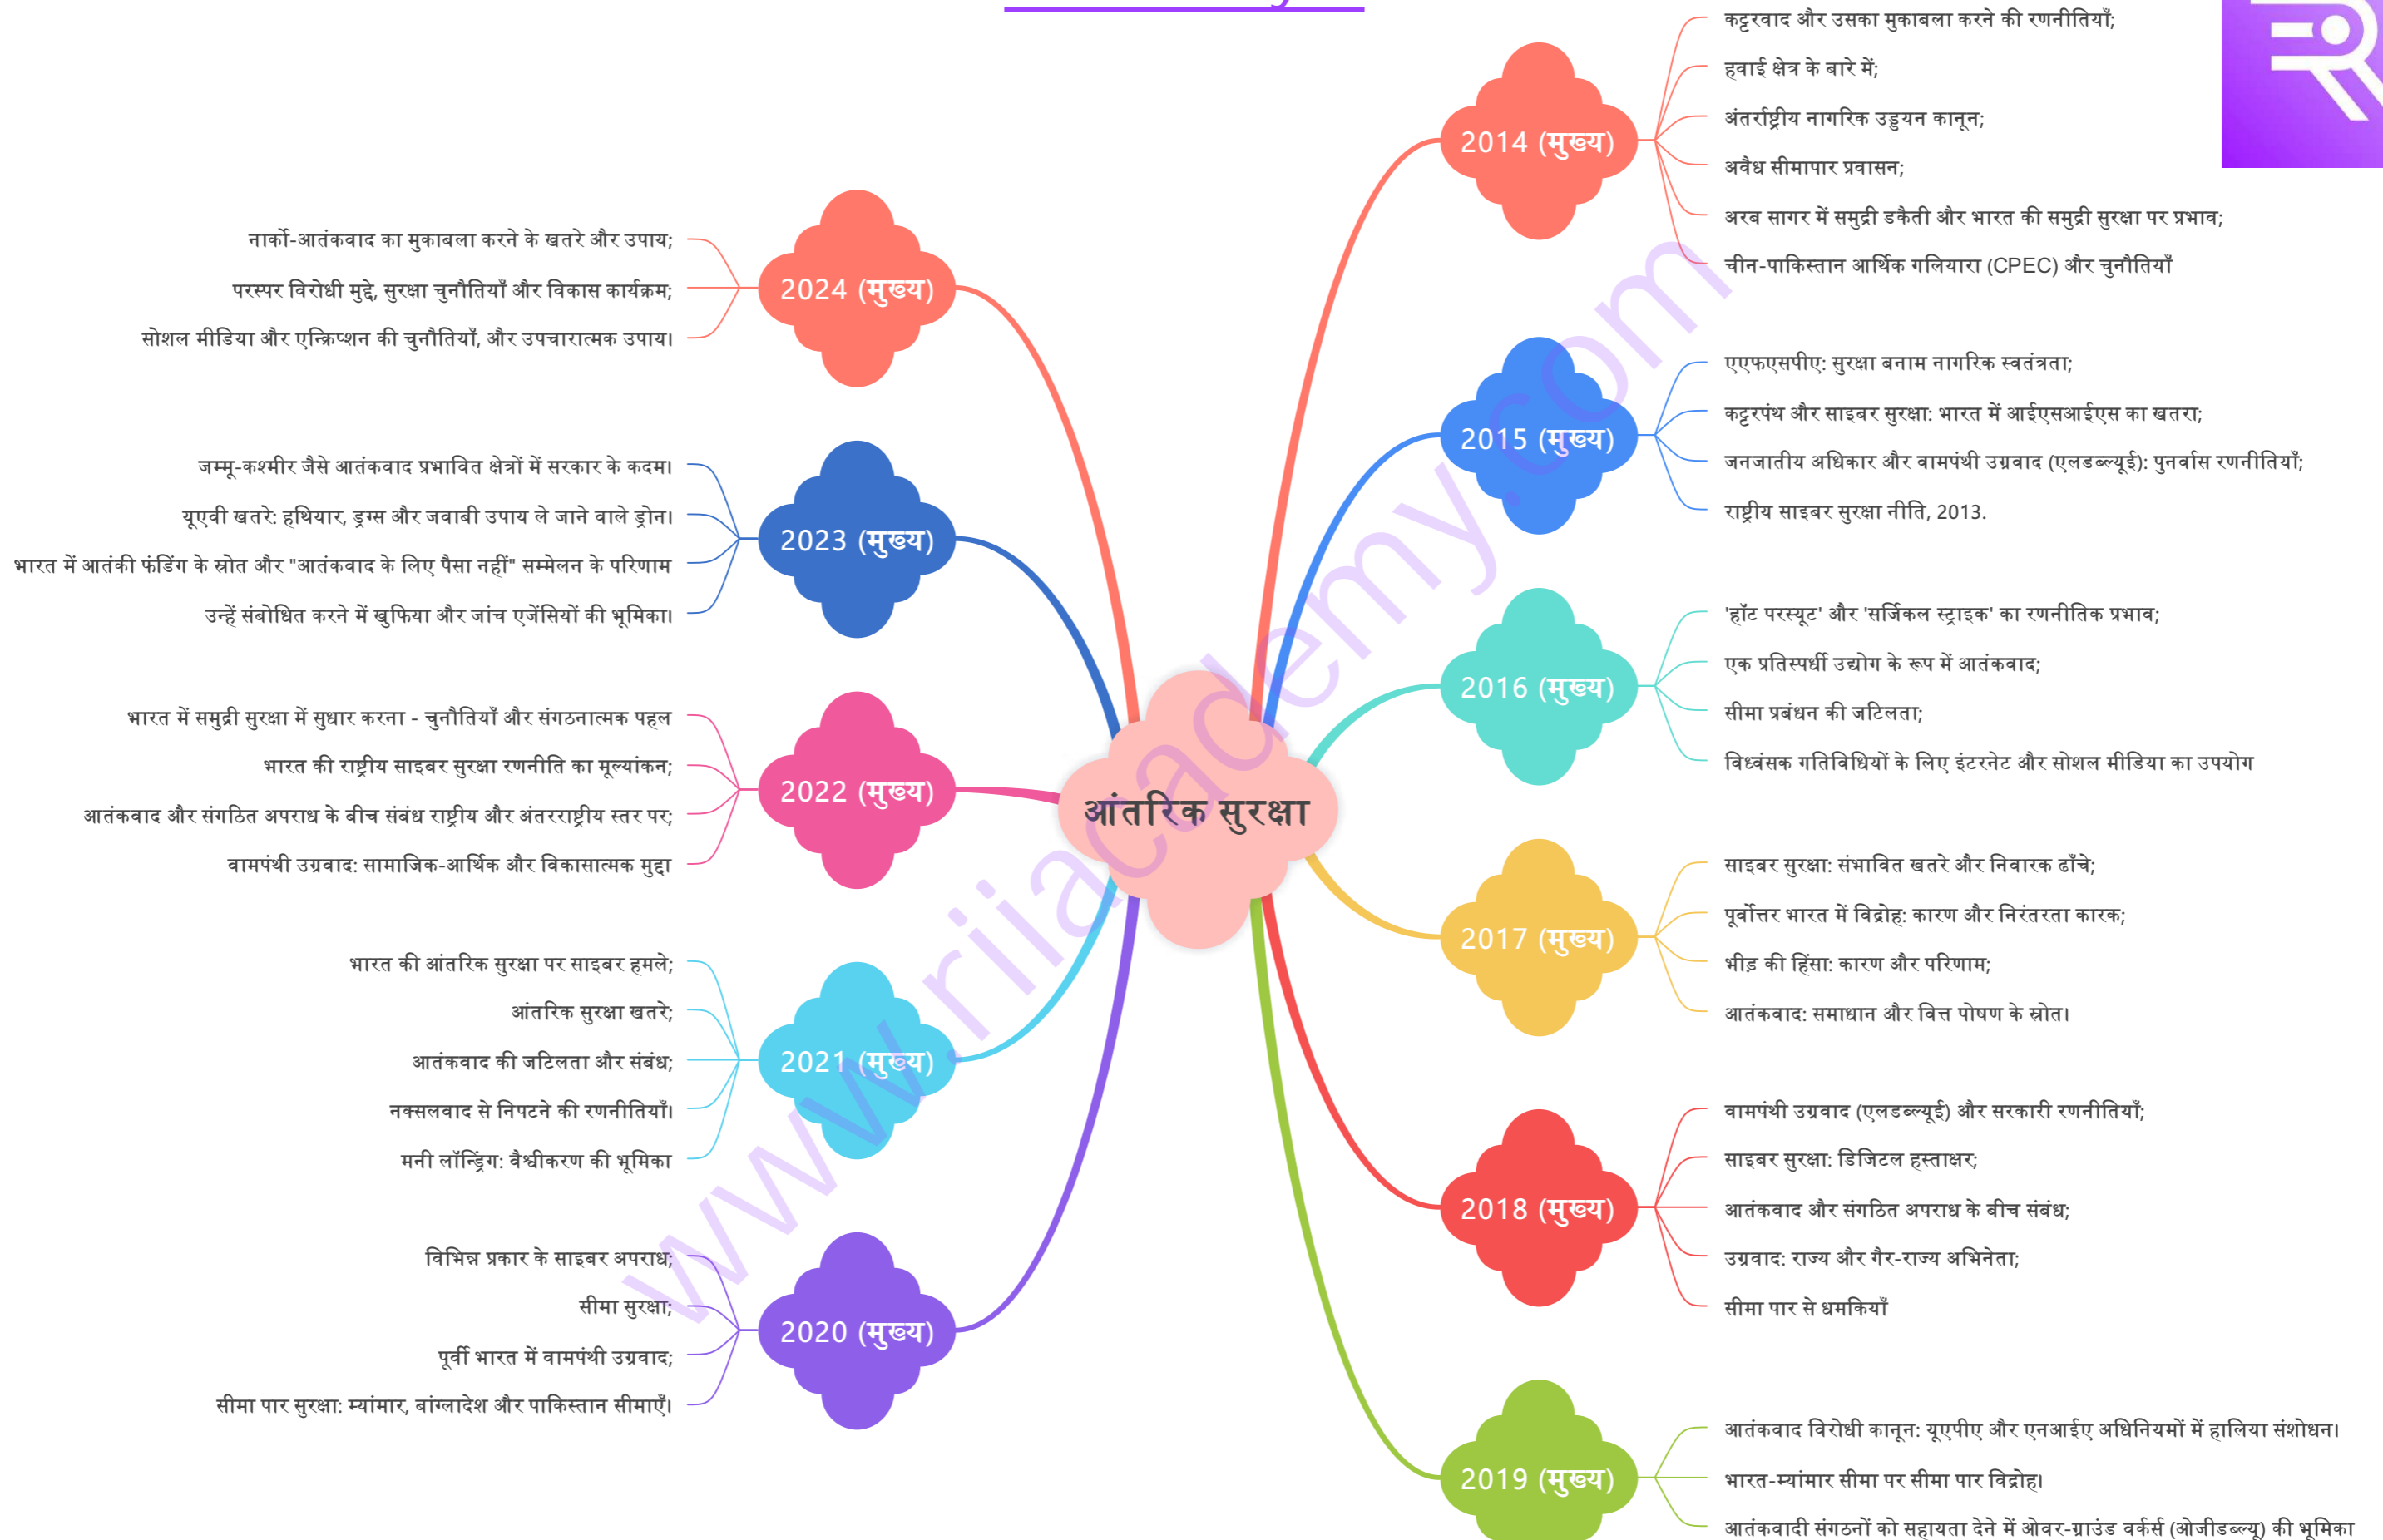 आंतरिक सुरक्षा
2014 (मुख्य)
कट्टरवाद और उसका मुकाबला करने की रणनीतियाँ;
हवाई क्षेत्र के बारे में;
अंतर्राष्ट्रीय नागरिक उड्डयन कानून;
अवैध सीमापार प्रवासन;
अरब सागर में समुद्री डकैती और भारत की समुद्री सुरक्षा पर प्रभाव;
चीन-पाकिस्तान आर्थिक गलियारा (CPEC) और चुनौतियाँ
2015 (मुख्य)
एएफएसपीए: सुरक्षा बनाम नागरिक स्वतंत्रता;
कट्टरपंथ और साइबर सुरक्षा: भारत में आईएसआईएस का खतरा;
जनजातीय अधिकार और वामपंथी उग्रवाद (एलडब्ल्यूई): पुनर्वास रणनीतियाँ;
राष्ट्रीय साइबर सुरक्षा नीति, 2013.
2016 (मुख्य)
'हॉट परस्यूट' और 'सर्जिकल स्ट्राइक' का रणनीतिक प्रभाव;
एक प्रतिस्पर्धी उद्योग के रूप में आतंकवाद;
सीमा प्रबंधन की जटिलता;
विध्वंसक गतिविधियों के लिए इंटरनेट और सोशल मीडिया का उपयोग
2017 (मुख्य)
साइबर सुरक्षा: संभावित खतरे और निवारक ढाँचे;
पूर्वोत्तर भारत में विद्रोह: कारण और निरंतरता कारक;
भीड़ की हिंसा: कारण और परिणाम;
आतंकवाद: समाधान और वित्त पोषण के स्रोत।
2018 (मुख्य)
वामपंथी उग्रवाद (एलडब्ल्यूई) और सरकारी रणनीतियाँ;
साइबर सुरक्षा: डिजिटल हस्ताक्षर;
आतंकवाद और संगठित अपराध के बीच संबंध;
उग्रवाद: राज्य और गैर-राज्य अभिनेता;
सीमा पार से धमकियाँ
2019 (मुख्य)
आतंकवाद विरोधी कानून: यूएपीए और एनआईए अधिनियमों में हालिया संशोधन।
भारत-म्यांमार सीमा पर सीमा पार विद्रोह।
आतंकवादी संगठनों को सहायता देने में ओवर-ग्राउंड वर्कर्स (ओजीडब्ल्यू) की भूमिका
2020 (मुख्य)
विभिन्न प्रकार के साइबर अपराध;
सीमा सुरक्षा;
पूर्वी भारत में वामपंथी उग्रवाद;
सीमा पार सुरक्षा: म्यांमार, बांग्लादेश और पाकिस्तान सीमाएँ।
2021 (मुख्य)
भारत की आंतरिक सुरक्षा पर साइबर हमले;
आंतरिक सुरक्षा खतरे;
आतंकवाद की जटिलता और संबंध;
नक्सलवाद से निपटने की रणनीतियाँ।
मनी लॉन्ड्रिंग: वैश्वीकरण की भूमिका
2022 (मुख्य)
भारत में समुद्री सुरक्षा में सुधार करना - चुनौतियाँ और संगठनात्मक पहल
भारत की राष्ट्रीय साइबर सुरक्षा रणनीति का मूल्यांकन;
आतंकवाद और संगठित अपराध के बीच संबंध राष्ट्रीय और अंतरराष्ट्रीय स्तर पर;
वामपंथी उग्रवाद: सामाजिक-आर्थिक और विकासात्मक मुद्दा
2023 (मुख्य)
जम्मू-कश्मीर जैसे आतंकवाद प्रभावित क्षेत्रों में सरकार के कदम।
यूएवी खतरे: हथियार, ड्रग्स और जवाबी उपाय ले जाने वाले ड्रोन।
भारत में आतंकी फंडिंग के स्रोत और "आतंकवाद के लिए पैसा नहीं" सम्मेलन के परिणाम
उन्हें संबोधित करने में खुफिया और जांच एजेंसियों की भूमिका।
2024 (मुख्य)
नार्को-आतंकवाद का मुकाबला करने के खतरे और उपाय;
परस्पर विरोधी मुद्दे, सुरक्षा चुनौतियाँ और विकास कार्यक्रम;
सोशल मीडिया और एन्क्रिप्शन की चुनौतियाँ, और उपचारात्मक उपाय।
www.riiacademy.com